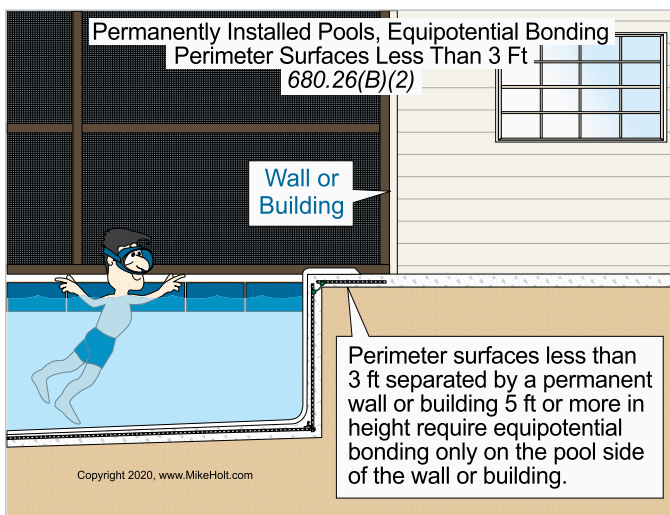 Permanently Installed Pools, Equipotential Bonding
Perimeter Surfaces Less Than 3 Ft
680.26(B)(2)
Wall or
Building
Perimeter surfaces less than
3 ft separated by a permanent
wall or building 5 ft or more in
height require equipotential
bonding only on the pool side
of the wall or building.
Copyright 2020, www.MikeHolt.com